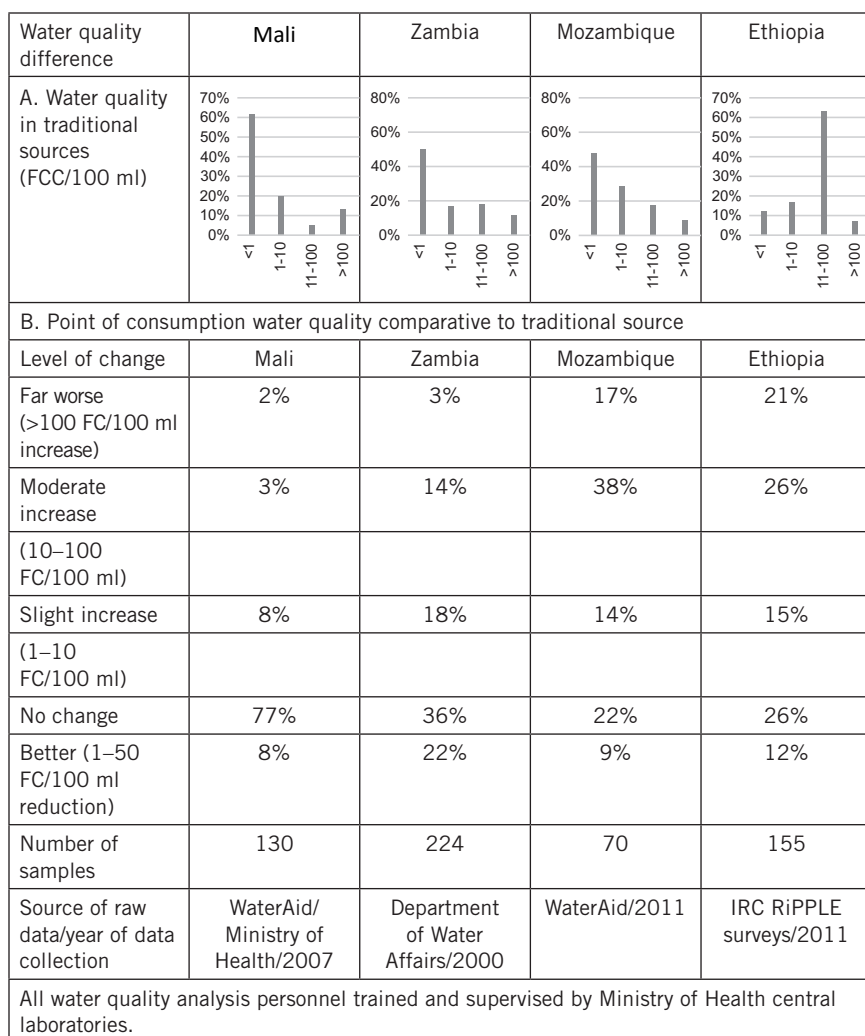 Water quality difference
Mali
Zambia
Mozambique
Ethiopia
A. Water quality
in traditional
sources
(FCC/100 ml)
70%
60%
50%
40%
30%
20%
10%
0%
<1
1-10
11-100
>100
80%
60%
40%
20%
0%
<1
1-10
11-100
>100
80%
60%
40%
20%
0%
<1
1-10
11-100
>100
70%
60%
50%
40%
30%
20%
10%
0%
<1
1-10
11-100
>100
B. Point of consumption water quality comparative to traditional source
Level of change Mali Zambia Mozambique Ethiopia
Far worse 2% 3% 17% 21%
(>100 FC/100 ml
increase)
Moderate 3% 14% 38% 26%
increase
(10–100
FC/100 ml)
Slight increase 8% 18% 14% 15%
(1–10
FC/100 ml)
No change 77% 36% 22% 26%
Better (1–50 8% 22% 9% 12%
FC/100 ml
reduction)
Number of 130 224 70 155
samples
Source of raw
data/year of data
collection
WaterAid/
Ministry of
Health/2007
Department
of Water
Affairs/2000
WaterAid/2011
IRC RiPPLE
surveys/2011
All water quality analysis personnel trained and supervised by Ministry of Health central
laboratories.